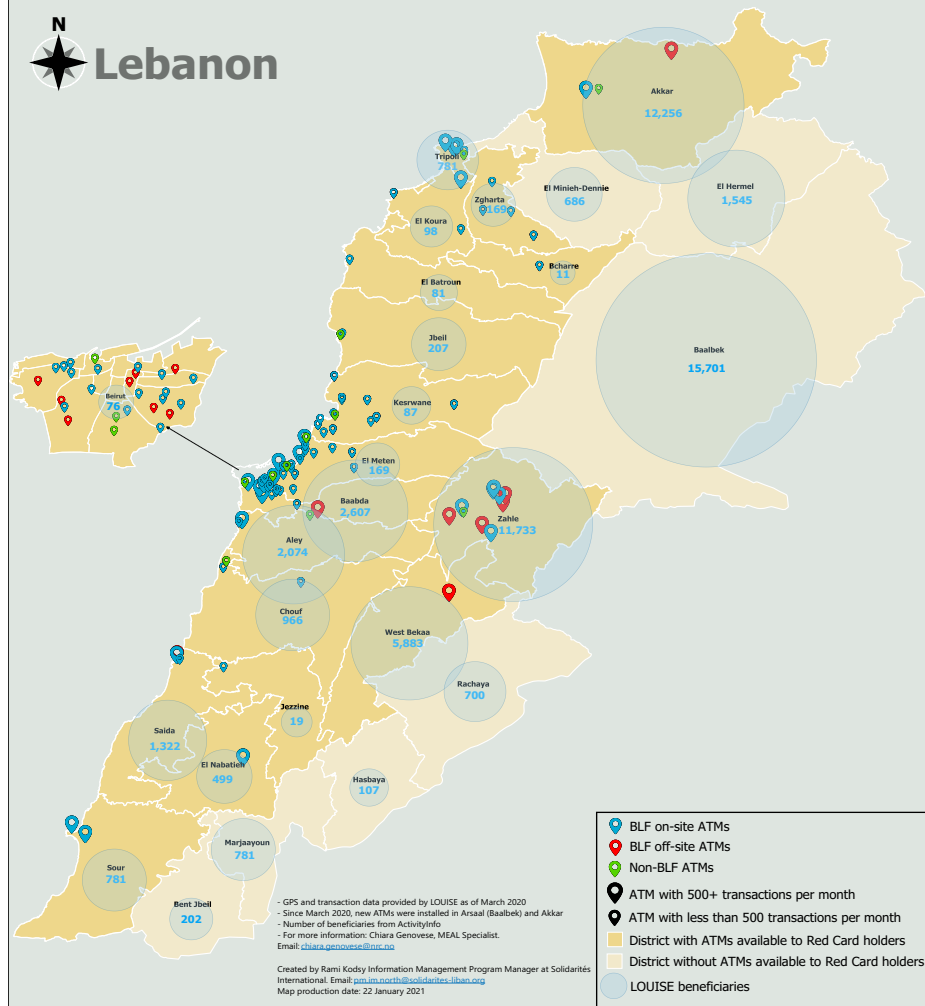 N
Lebanon
Akkar
12,256
Tripoli
781
El Minieh-Dennie
686
El Hermel
1,545
Zgharta
169
El Koura
98
Bcharre
11
El Batroun
81
Jbeil
207
Baalbek
15,701
Beirut
76
Kesrwane
87
El Meten
169
Baabda
2,607
Zahle
11,733
Aley
2,074
Chouf
966
West Bekaa
5,883
Rachaya
700
Jezzine
19
Saida
1,322
El Nabatieh
499
Hasbaya
107
Marjaayoun
781
Sour
781
Bent Jbeil
202
- GPS and transaction data provided by LOUISE as of March 2020
- Since March 2020, new ATMs were installed in Arsaal (Baalbek) and Akkar
- Number of beneficiaries from ActivityInfo
- For more information: Chiara Genovese, MEAL Specialist.
Email: chiara.genovese@nrc.no
Created by Rami Kodsy Information Management Program Manager at Solidarités
International. Email: pm.im.north@solidarites-liban.org
Map production date: 22 January 2021
BLF on-site ATMs
BLF off-site ATMs
Non-BLF ATMs
ATM with 500+ transactions per month
ATM with less than 500 transactions per month
District with ATMs available to Red Card holders
District without ATMs available to Red Card holders
LOUISE beneficiaries